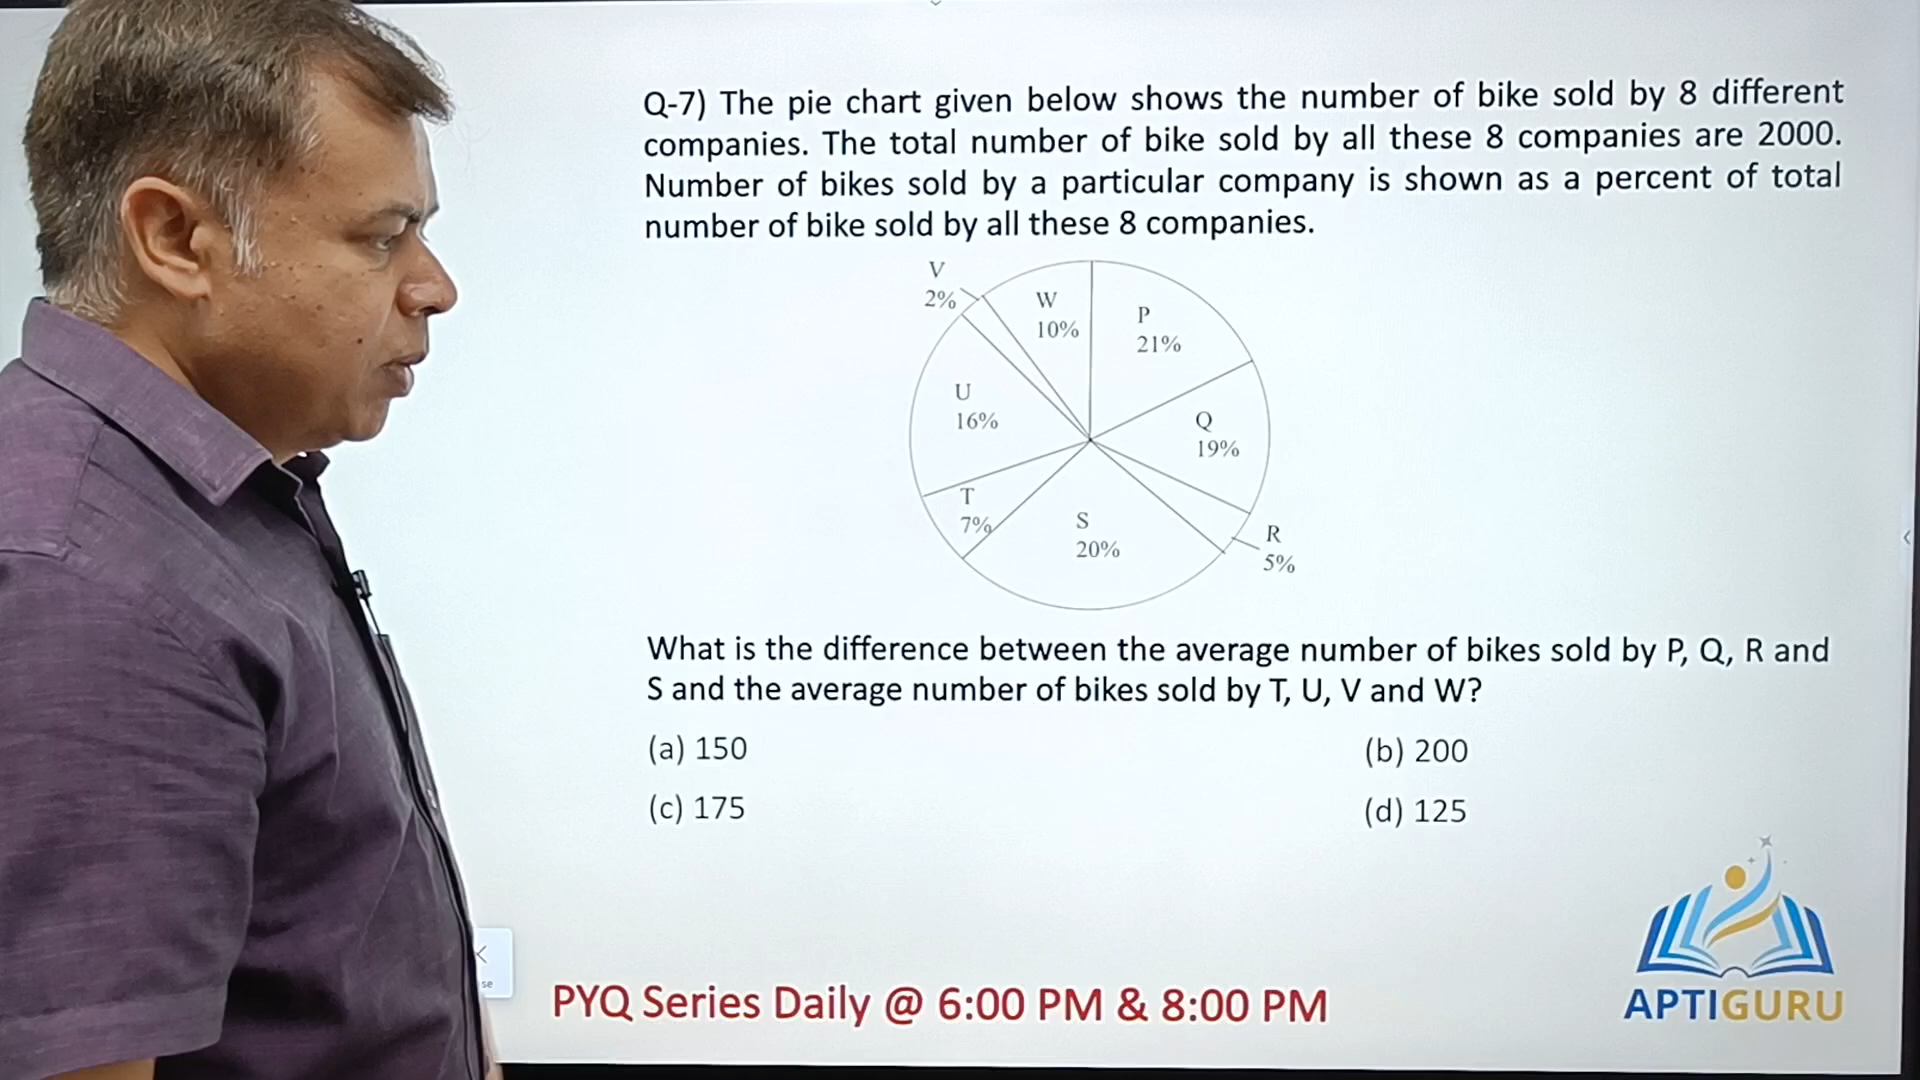 Q-7) The pie chart given below shows the number of bike sold by 8 different
companies. The total number of bike sold by all these 8 companies are 2000.
Number of bikes sold by a particular company is shown as a percent of total
number of bike sold by all these 8 companies.
V
2%
W
10%
P
21%
U
16%
Q
19%
T
7%
S
20%
R
5%
What is the difference between the average number of bikes sold by P, Q, R and
S and the average number of bikes sold by T, U, V and W?
(a) 150
(b) 200
(c) 175
(d) 125
se
PYQ Series Daily @ 6:00 PM & 8:00 PM
APTIGURU